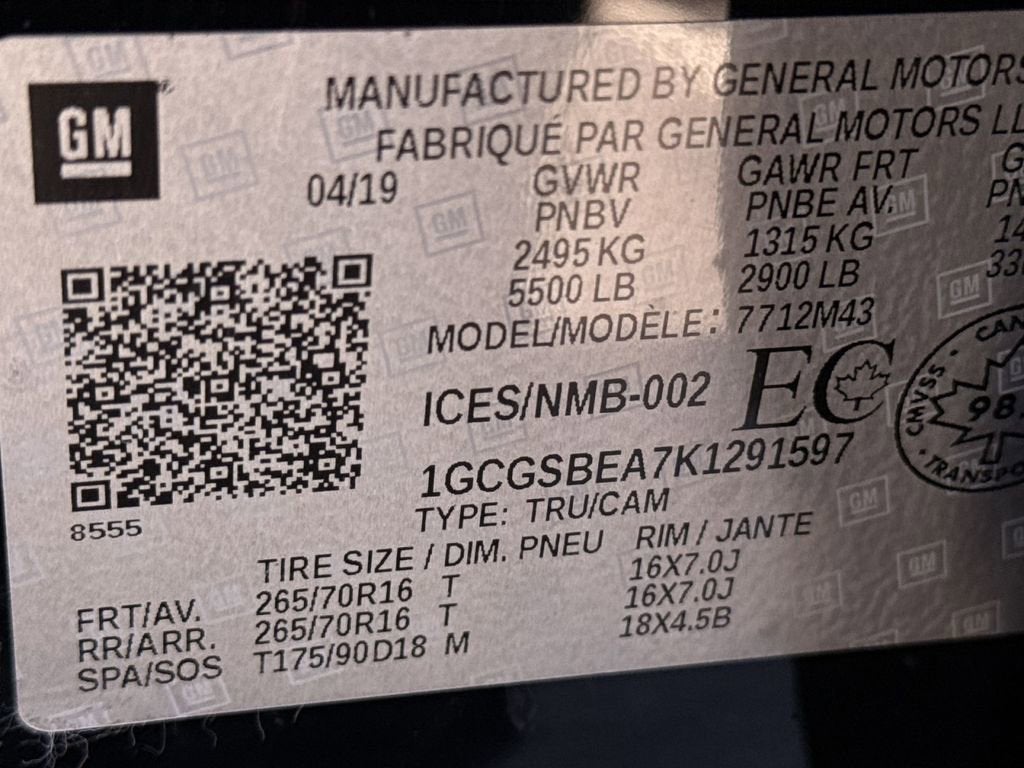 GM
MANUFACTURED BY GENERAL MOTORS
FABRIQUÉ PAR GENERAL MOTORS
04/19
GVWR GAWR FRT
PNBV PNBE AV.
2495 KG 1315 KG
5500 LB 2900 LB
MODEL/MODÈLE: 7712M43
ICES/NMB-002 EC
1GCGSBEA7K1291597
CMVSS
TYPE: TRU/CAM
8555
TIRE SIZE / DIM. PNEU RIM / JANTE
FRT/AV. 265/70R16 T 16X7.0J
RR/ARR. 265/70R16 T 16X7.0J
SPA/SOS T175/90D18 M 18X4.5B